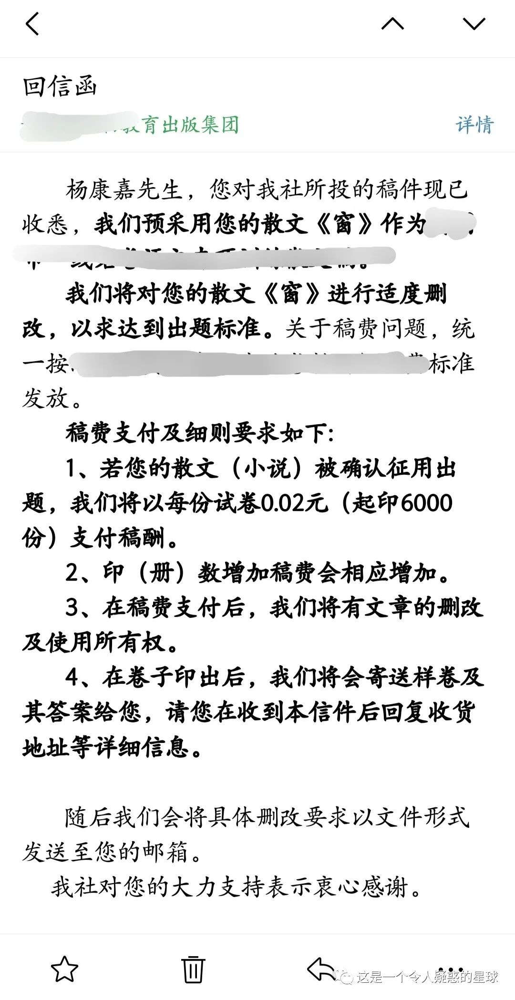 回信函
教育出版集团
详情
杨康嘉先生，您对我社所投的稿件现已
收悉，我们预采用您的散文《窗》作为
我们将对您的散文《窗》进行适度删
改，以求达到出题标准。关于稿费问题，统
一按
标准
发放。
稿费支付及细则要求如下：
1、若您的散文（小说）被确认征用出
题，我们将以每份试卷0.02元（起印6000
份）支付稿酬。
2、印（册）数增加稿费会相应增加。
3、在稿费支付后，我们将有文章的删改
及使用所有权。
4、在卷子印出后，我们将会寄送样卷及
其答案给您，请您在收到本信件后回复收货
地址等详细信息。
随后我们会将具体删改要求以文件形式
发送至您的邮箱。
我社对您的大力支持表示衷心感谢。
这是一个令人疑惑的星球